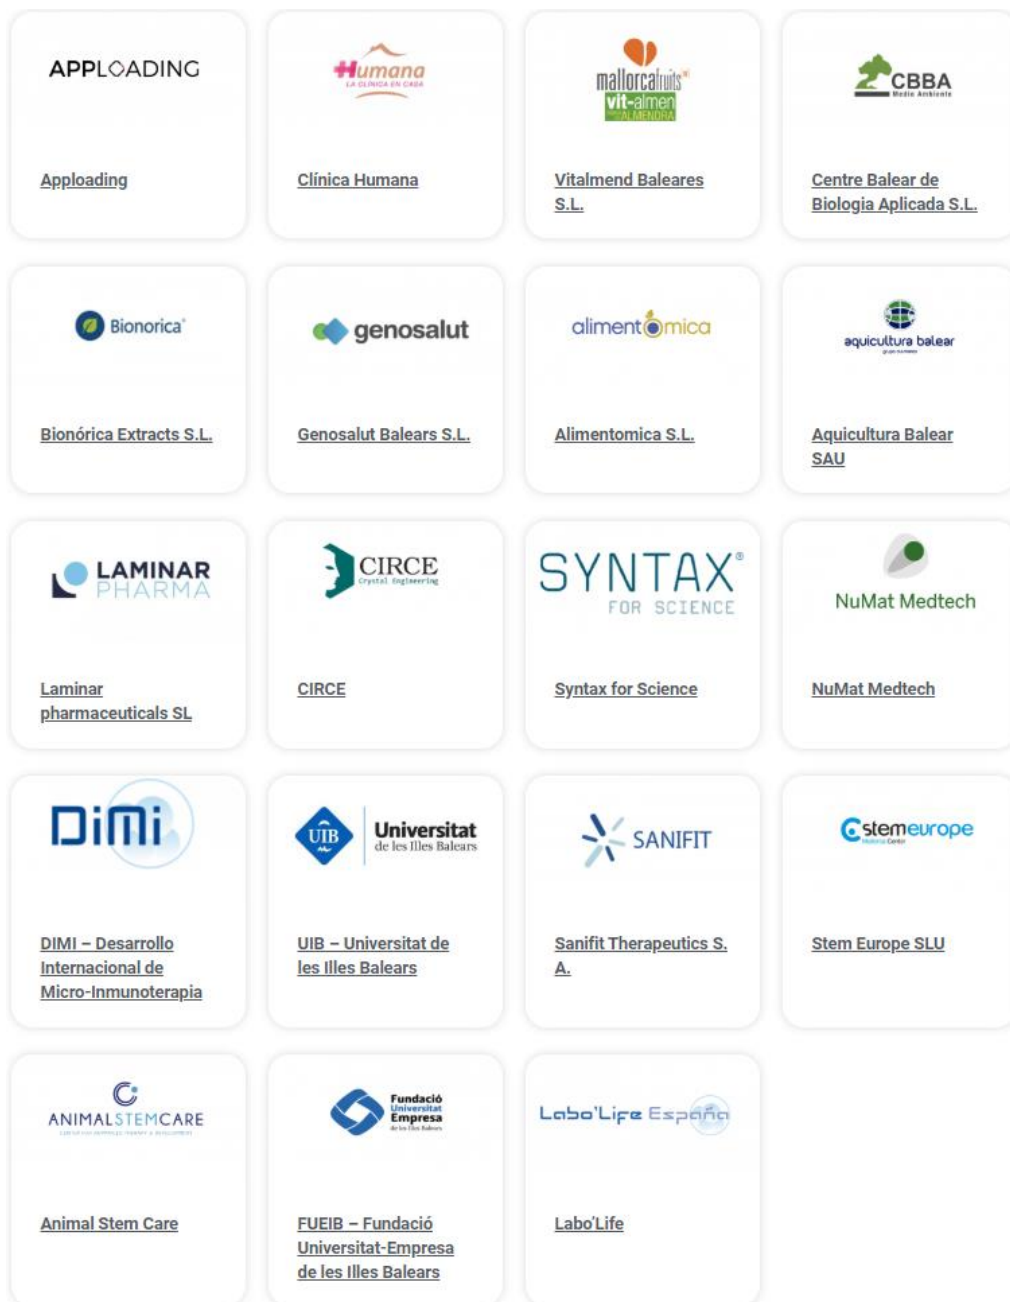 APPLOADING
Humana
LA CLÍNICA EN CASA
mallorcafruits
vit-almen
ALMENDRA
CBBA
Medio Ambiente
Apploading
Clínica Humana
Vitalmend Baleares
S.L.
Centre Balear de
Biologia Aplicada S.L.
Bionorica®
genosalut
alimentomica
aquicultura balear
Bionórica Extracts S.L.
Genosalut Balears S.L.
Alimentomica S.L.
Aquicultura Balear
SAU
LAMINAR
PHARMA
CIRCE
Crystal Engineering
SYNTAX®
FOR SCIENCE
NuMat Medtech
Laminar
pharmaceuticals SL
CIRCE
Syntax for Science
NuMat Medtech
DiMi
UIB
Universitat
de les Illes Balears
SANIFIT
stemeurope
DIMI – Desarrollo
Internacional de
Micro-Inmunoterapia
UIB – Universitat de
les Illes Balears
Sanifit Therapeutics S.
A.
Stem Europe SLU
ANIMALSTEMCARE
Fundació
Universitat
Empresa
de les Illes Balears
Labo'Life España
Animal Stem Care
FUEIB – Fundació
Universitat-Empresa
de les Illes Balears
Labo'Life